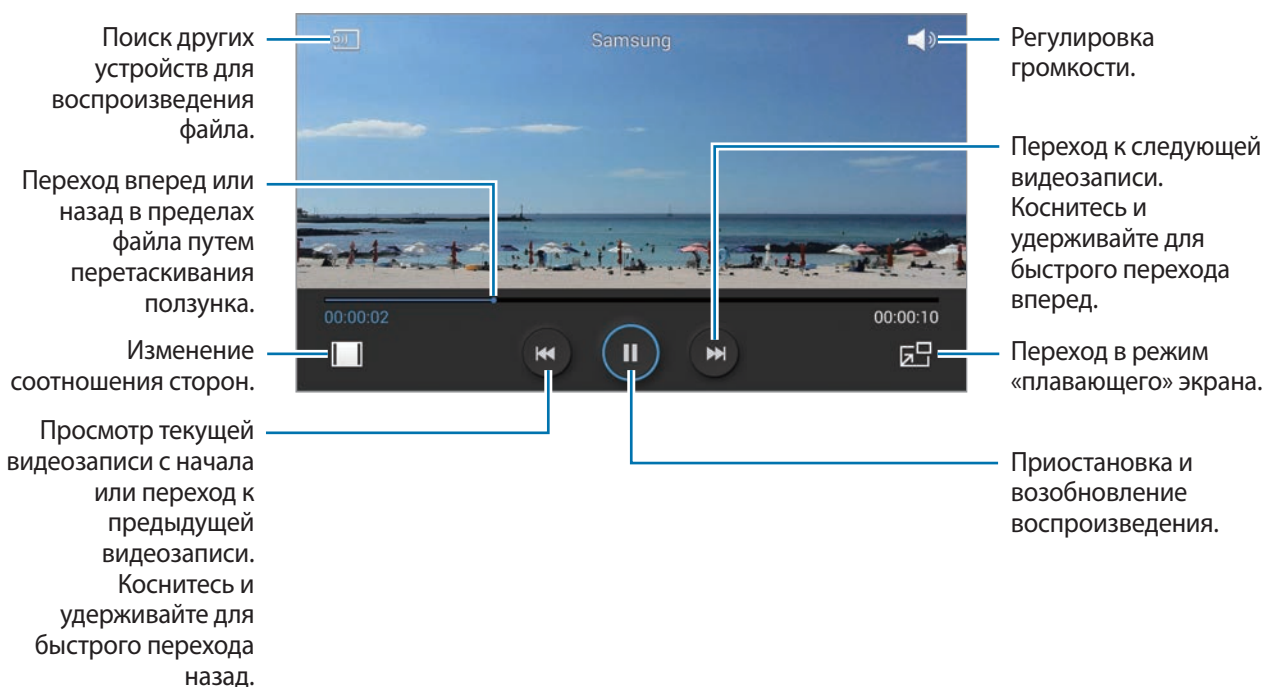 Поиск других
устройств для
воспроизведения
файла.
Переход вперед или
назад в пределах
файла путем
перетаскивания
ползунка.
Изменение
соотношения сторон.
Просмотр текущей
видеозаписи с начала
или переход к
предыдущей
видеозаписи.
Коснитесь и
удерживайте для
быстрого перехода
назад.
Samsung
00:00:02
00:00:10
Регулировка
громкости.
Переход к следующей
видеозаписи.
Коснитесь и
удерживайте для
быстрого перехода
вперед.
Переход в режим
«плавающего» экрана.
Приостановка и
возобновление
воспроизведения.